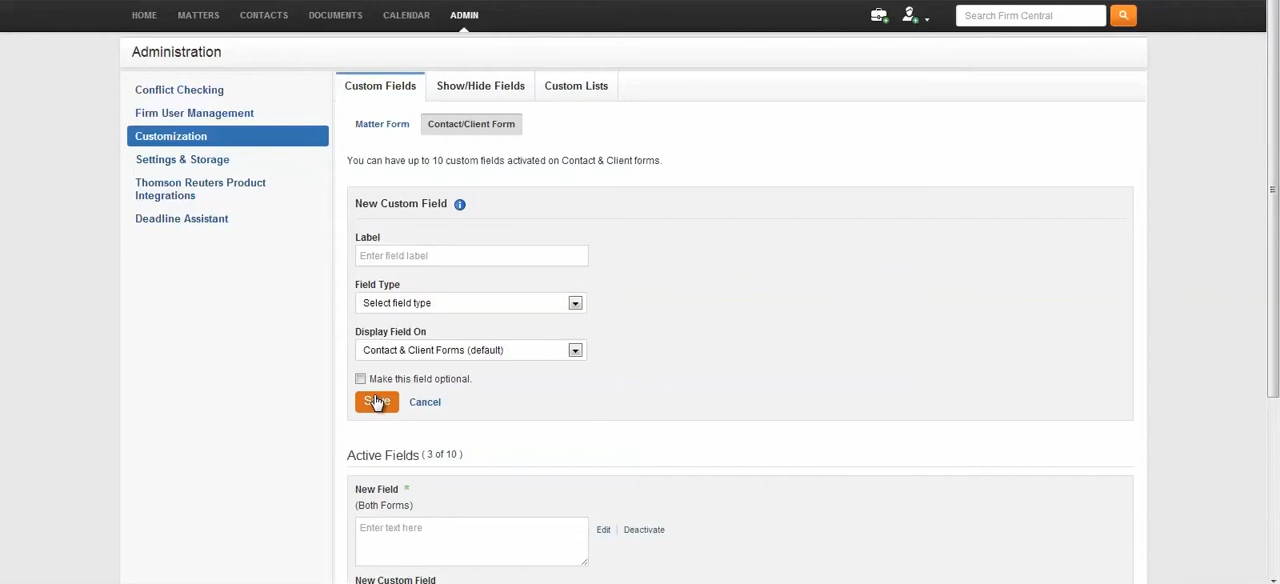 HOME MATTERS CONTACTS DOCUMENTS CALENDAR ADMIN Search Firm Central
Administration
Conflict Checking
Firm User Management
Customization
Settings & Storage
Thomson Reuters Product
Integrations
Deadline Assistant
Custom Fields Show/Hide Fields Custom Lists
Matter Form Contact/Client Form
You can have up to 10 custom fields activated on Contact & Client forms.
New Custom Field
Label
Enter field label
Field Type
Select field type
Display Field On
Contact & Client Forms (default)
Make this field optional.
Save Cancel
Active Fields ( 3 of 10 )
New Field *
(Both Forms)
Enter text here
Edit | Deactivate
New Custom Field